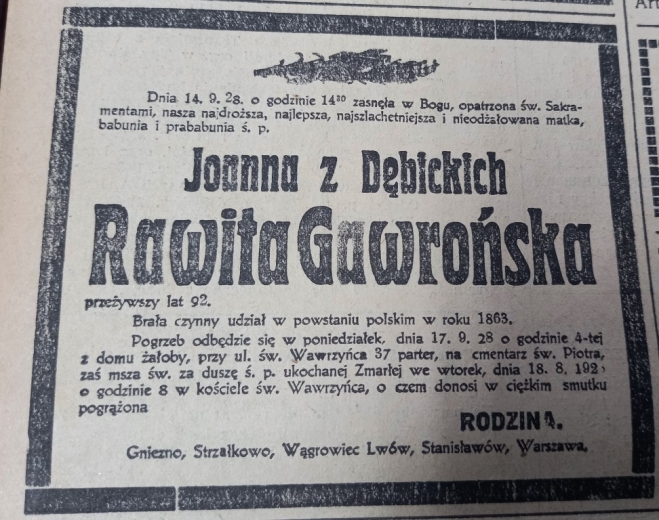 Dnia 14. 9. 28. o godzinie 14³⁰ zasnęła w Bogu, opatrzona św. Sakra-
mentami, nasza najdroższa, najlepsza, najszlachetniejsza i nieodżałowana matka,
babunia i prababunia ś. p.
Joanna z Dębickich
Rawita Gawrońska
przeżywszy lat 92.
Brała czynny udział w powstaniu polskim w roku 1863.
Pogrzeb odbędzie się w poniedziałek, dnia 17. 9. 28 o godzinie 4-tej
z domu żałoby, przy ul. św. Wawrzyńca 37 parter, na cmentarz św. Piotra,
zaś msza św. za duszę ś. p. ukochanej Zmarłej we wtorek, dnia 18. 8. 192
o godzinie 8 w kościele św. Wawrzyńca, o czem donosi w ciężkim smutku
pogrążona
RODZINA.
Gniezno, Strzałkowo, Wągrowiec Lwów, Stanisławów, Warszawa.